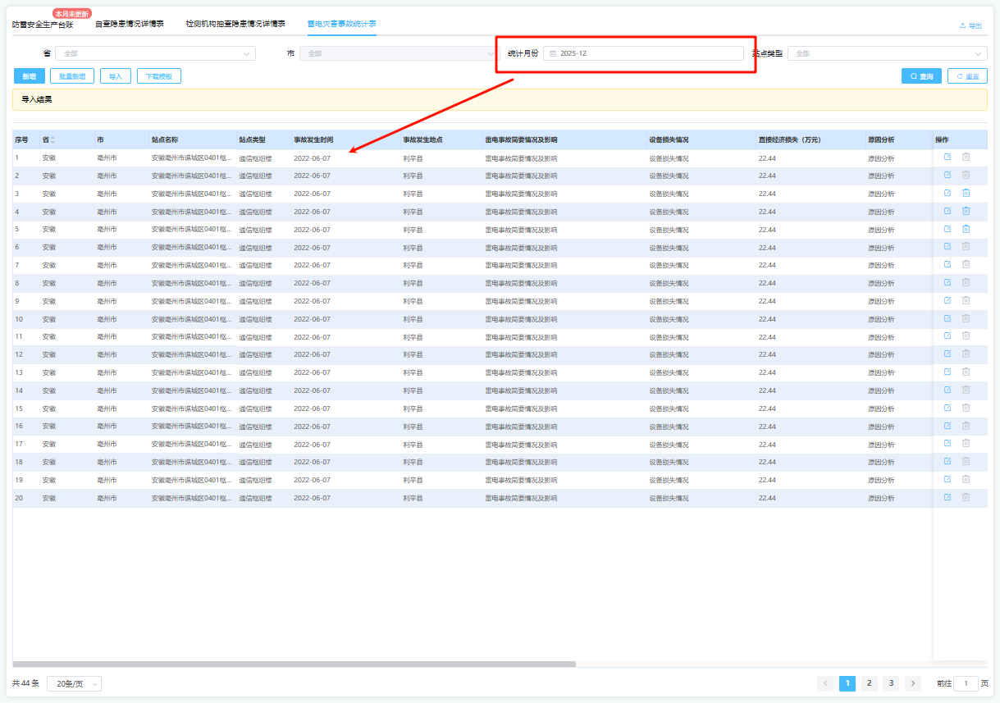 本月未更新
防雷安全生产台账 自查隐患情况详情表 检测机构抽查隐患情况详情表 雷电灾害事故统计表 导出
省 全部 市 全部 统计月份 2025-12 站点类型 全部
新增 批量新增 导入 下载模板 查询 重置
导入结果
序号 省 市 站点名称 站点类型 事故发生时间 事故发生地点 雷电事故简要情况及影响 设备损失情况 直接经济损失（万元） 原因分析 操作
1 安徽 亳州市 安徽亳州市谯城区0401枢... 通信枢纽楼 2022-06-07 利辛县 雷电事故简要情况及影响 设备损失情况 22.44 原因分析
2 安徽 亳州市 安徽亳州市谯城区0401枢... 通信枢纽楼 2022-06-07 利辛县 雷电事故简要情况及影响 设备损失情况 22.44 原因分析
3 安徽 亳州市 安徽亳州市谯城区0401枢... 通信枢纽楼 2022-06-07 利辛县 雷电事故简要情况及影响 设备损失情况 22.44 原因分析
4 安徽 亳州市 安徽亳州市谯城区0401枢... 通信枢纽楼 2022-06-07 利辛县 雷电事故简要情况及影响 设备损失情况 22.44 原因分析
5 安徽 亳州市 安徽亳州市谯城区0401枢... 通信枢纽楼 2022-06-07 利辛县 雷电事故简要情况及影响 设备损失情况 22.44 原因分析
6 安徽 亳州市 安徽亳州市谯城区0401枢... 通信枢纽楼 2022-06-07 利辛县 雷电事故简要情况及影响 设备损失情况 22.44 原因分析
7 安徽 亳州市 安徽亳州市谯城区0401枢... 通信枢纽楼 2022-06-07 利辛县 雷电事故简要情况及影响 设备损失情况 22.44 原因分析
8 安徽 亳州市 安徽亳州市谯城区0401枢... 通信枢纽楼 2022-06-07 利辛县 雷电事故简要情况及影响 设备损失情况 22.44 原因分析
9 安徽 亳州市 安徽亳州市谯城区0401枢... 通信枢纽楼 2022-06-07 利辛县 雷电事故简要情况及影响 设备损失情况 22.44 原因分析
10 安徽 亳州市 安徽亳州市谯城区0401枢... 通信枢纽楼 2022-06-07 利辛县 雷电事故简要情况及影响 设备损失情况 22.44 原因分析
11 安徽 亳州市 安徽亳州市谯城区0401枢... 通信枢纽楼 2022-06-07 利辛县 雷电事故简要情况及影响 设备损失情况 22.44 原因分析
12 安徽 亳州市 安徽亳州市谯城区0401枢... 通信枢纽楼 2022-06-07 利辛县 雷电事故简要情况及影响 设备损失情况 22.44 原因分析
13 安徽 亳州市 安徽亳州市谯城区0401枢... 通信枢纽楼 2022-06-07 利辛县 雷电事故简要情况及影响 设备损失情况 22.44 原因分析
14 安徽 亳州市 安徽亳州市谯城区0401枢... 通信枢纽楼 2022-06-07 利辛县 雷电事故简要情况及影响 设备损失情况 22.44 原因分析
15 安徽 亳州市 安徽亳州市谯城区0401枢... 通信枢纽楼 2022-06-07 利辛县 雷电事故简要情况及影响 设备损失情况 22.44 原因分析
16 安徽 亳州市 安徽亳州市谯城区0401枢... 通信枢纽楼 2022-06-07 利辛县 雷电事故简要情况及影响 设备损失情况 22.44 原因分析
17 安徽 亳州市 安徽亳州市谯城区0401枢... 通信枢纽楼 2022-06-07 利辛县 雷电事故简要情况及影响 设备损失情况 22.44 原因分析
18 安徽 亳州市 安徽亳州市谯城区0401枢... 通信枢纽楼 2022-06-07 利辛县 雷电事故简要情况及影响 设备损失情况 22.44 原因分析
19 安徽 亳州市 安徽亳州市谯城区0401枢... 通信枢纽楼 2022-06-07 利辛县 雷电事故简要情况及影响 设备损失情况 22.44 原因分析
20 安徽 亳州市 安徽亳州市谯城区0401枢... 通信枢纽楼 2022-06-07 利辛县 雷电事故简要情况及影响 设备损失情况 22.44 原因分析
共 44 条 20条/页 1 2 3 前往 1 页